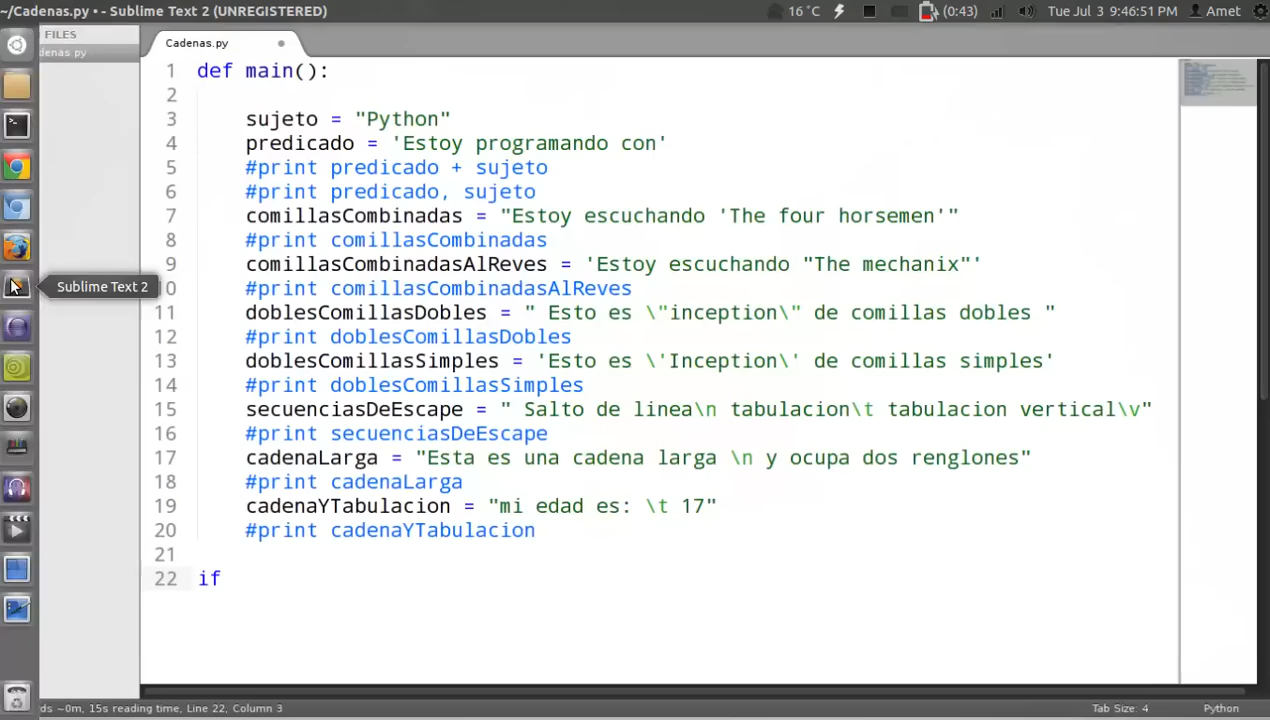 ~/Cadenas.py • - Sublime Text 2 (UNREGISTERED)
16 °C (0:43) Tue Jul 3 9:46:51 PM Amet
FILES
denas.py
Cadenas.py
1 def main():
2
3 sujeto = "Python"
4 predicado = 'Estoy programando con'
5 #print predicado + sujeto
6 #print predicado, sujeto
7 comillasCombinadas = "Estoy escuchando 'The four horsemen'"
8 #print comillasCombinadas
9 comillasCombinadasAlReves = 'Estoy escuchando "The mechanix"'
Sublime Text 2
0 #print comillasCombinadasAlReves
11 doblesComillasDobles = " Esto es \"inception\" de comillas dobles "
12 #print doblesComillasDobles
13 doblesComillasSimples = 'Esto es \'Inception\' de comillas simples'
14 #print doblesComillasSimples
15 secuenciasDeEscape = " Salto de linea\n tabulacion\t tabulacion vertical\v"
16 #print secuenciasDeEscape
17 cadenaLarga = "Esta es una cadena larga \n y ocupa dos renglones"
18 #print cadenaLarga
19 cadenaYTabulacion = "mi edad es: \t 17"
20 #print cadenaYTabulacion
21
22 if
ds ~0m, 15s reading time, Line 22, Column 3
Tab Size: 4
Python